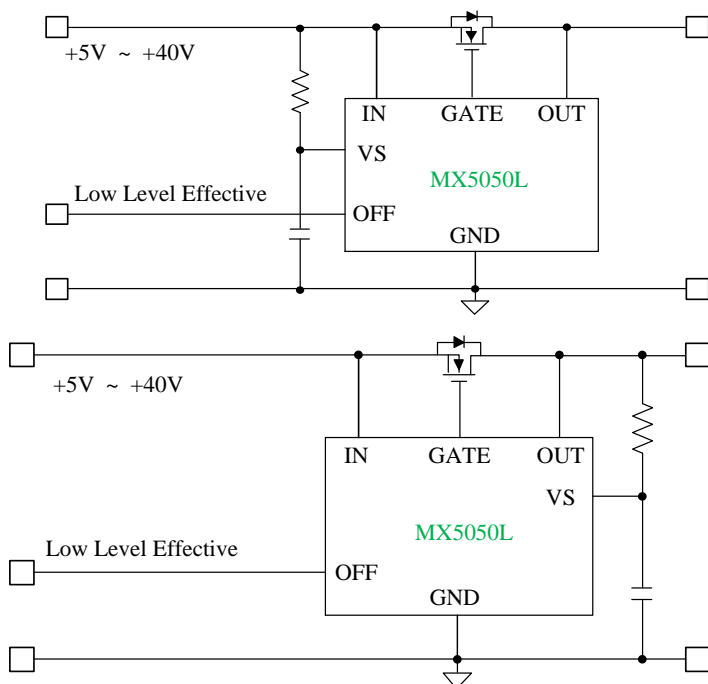 +5V ~ +40V
IN
GATE
OUT
VS
MX5050L
Low Level Effective
OFF
GND
+5V ~ +40V
IN
GATE
OUT
VS
MX5050L
Low Level Effective
OFF
GND